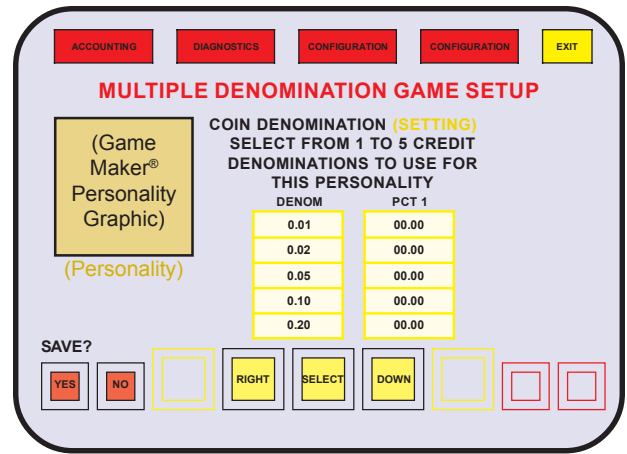 ACCOUNTING DIAGNOSTICS CONFIGURATION CONFIGURATION EXIT
MULTIPLE DENOMINATION GAME SETUP
(Game
Maker®
Personality
Graphic)
(Personality)
COIN DENOMINATION (SETTING)
SELECT FROM 1 TO 5 CREDIT
DENOMINATIONS TO USE FOR
THIS PERSONALITY
DENOM PCT 1
0.01 00.00
0.02 00.00
0.05 00.00
0.10 00.00
0.20 00.00
SAVE?
YES NO RIGHT SELECT DOWN